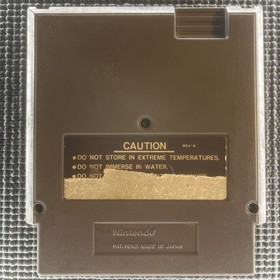 CAUTION REV-A
•DO NOT STORE IN EXTREME TEMPERATURES.
•DO NOT IMMERSE IN WATER.
•DO NOT
Nintendo
PAT. PEND. MADE IN JAPAN